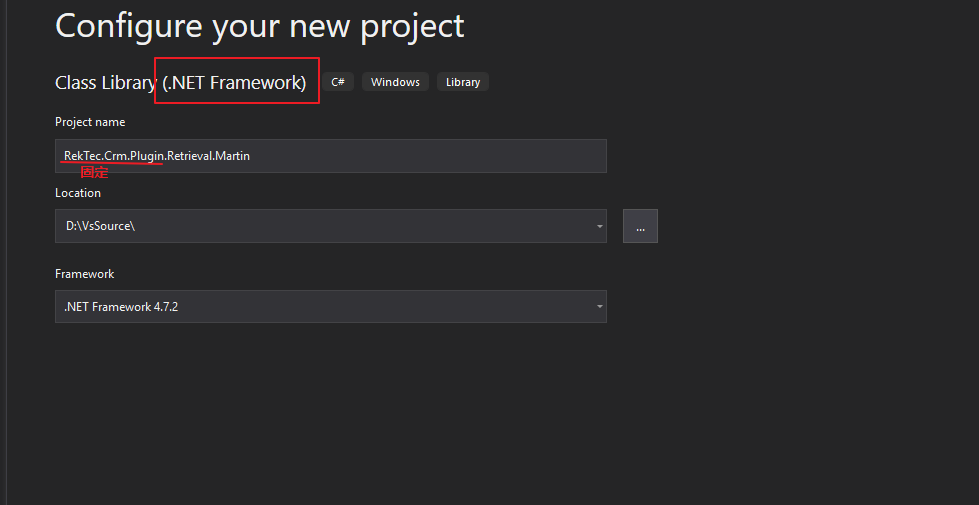 Configure your new project
Class Library (.NET Framework) C# Windows Library
Project name
RekTec.Crm.Plugin.Retrieval.Martin
固定
Location
D:\VsSource\
...
Framework
.NET Framework 4.7.2